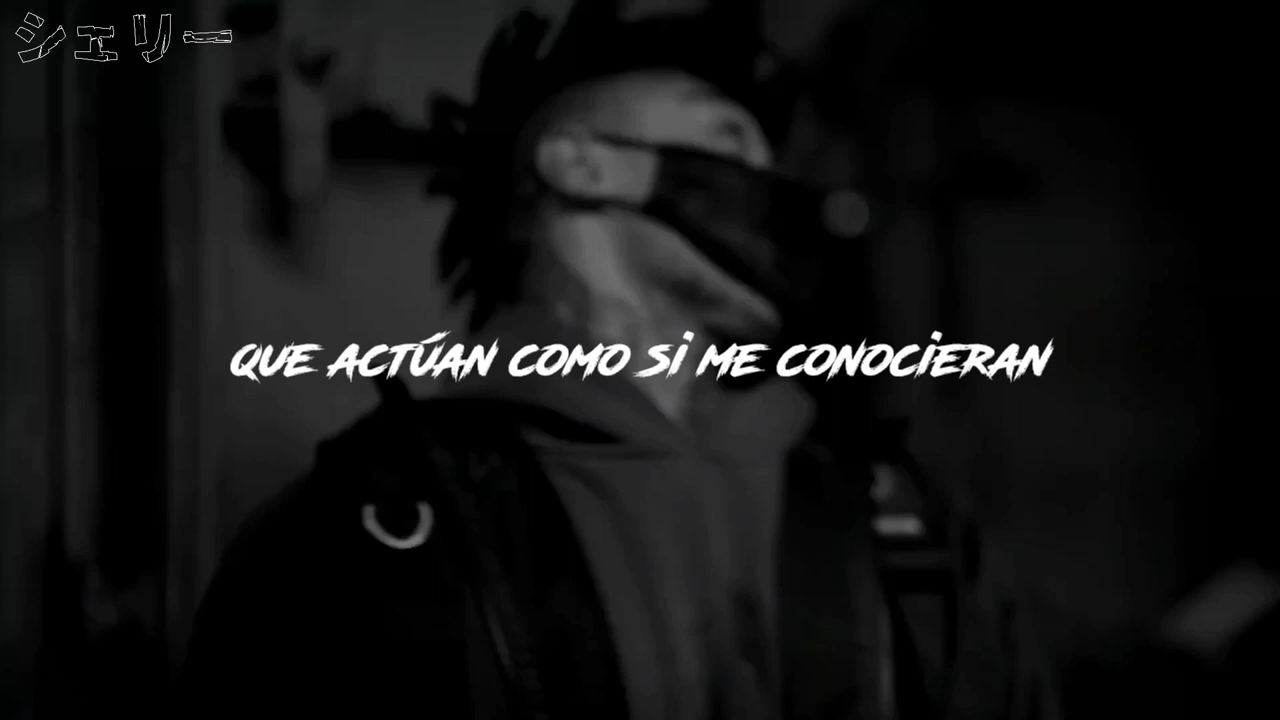 シェリー
QUE ACTÚAN COMO SI ME CONOCIERAN